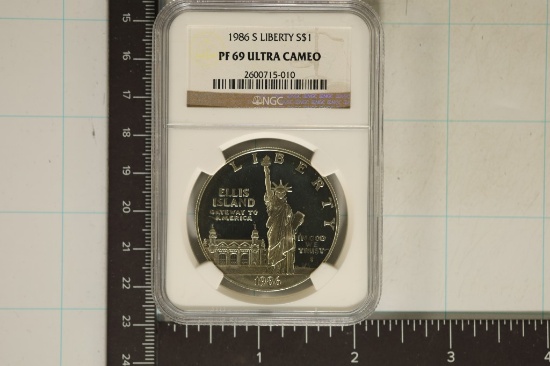 1986 S LIBERTY S$1
PF 69 ULTRA CAMEO
2600715-010
NGC
LIBERTY
ELLIS
ISLAND
GATEWAY TO
AMERICA
IN GOD
WE
TRUST
S
1986
15
16
17
18
19
20
21
22
23
24
1
2
3
4